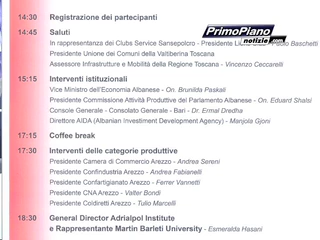 14:30 Registrazione dei partecipanti
14:45 Saluti
In rappresentanza dei Clubs Service Sansepolcro - Presidente Paolo Baschetti
Presidente Unione dei Comuni della Valtiberina Toscana
Assessore Infrastrutture e Mobilità della Regione Toscana - Vincenzo Ceccarelli
PrimoPiano
notizie.com
15:15 Interventi istituzionali
Vice Ministro dell'Economia Albanese - On. Brunilda Paskali
Presidente Commissione Attività Produttive del Parlamento Albanese - On. Eduard Shalsi
Console Generale - Consolato Generale - Bari - Dr. Ermal Dredha
Direttore AIDA (Albanian Investiment Development Agency) - Manjola Gjoni
17:15 Coffee break
17:30 Interventi delle categorie produttive
Presidente Camera di Commercio Arezzo - Andrea Sereni
Presidente Confindustria Arezzo - Andrea Fabianelli
Presidente Confartigianato Arezzo - Ferrer Vannetti
Presidente CNA Arezzo - Valter Bondi
Presidente Coldiretti Arezzo - Tulio Marcelli
18:30 General Director Adrialpol Institute
e Rappresentante Martin Barleti University - Esmeralda Hasani